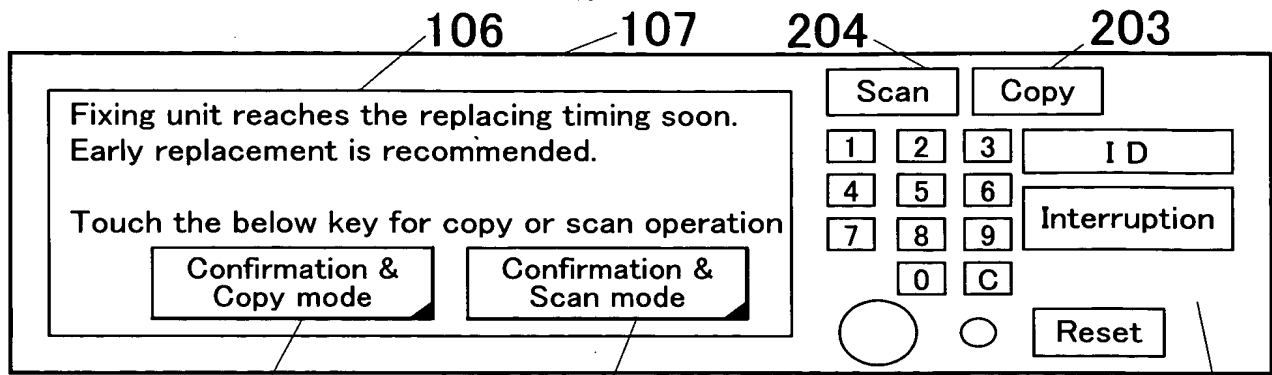 106 107 204 203
Scan Copy
Fixing unit reaches the replacing timing soon.
Early replacement is recommended.
Touch the below key for copy or scan operation
Confirmation &
Copy mode
Confirmation &
Scan mode
1 2 3
4 5 6
7 8 9
0 C
I D
Interruption
Reset